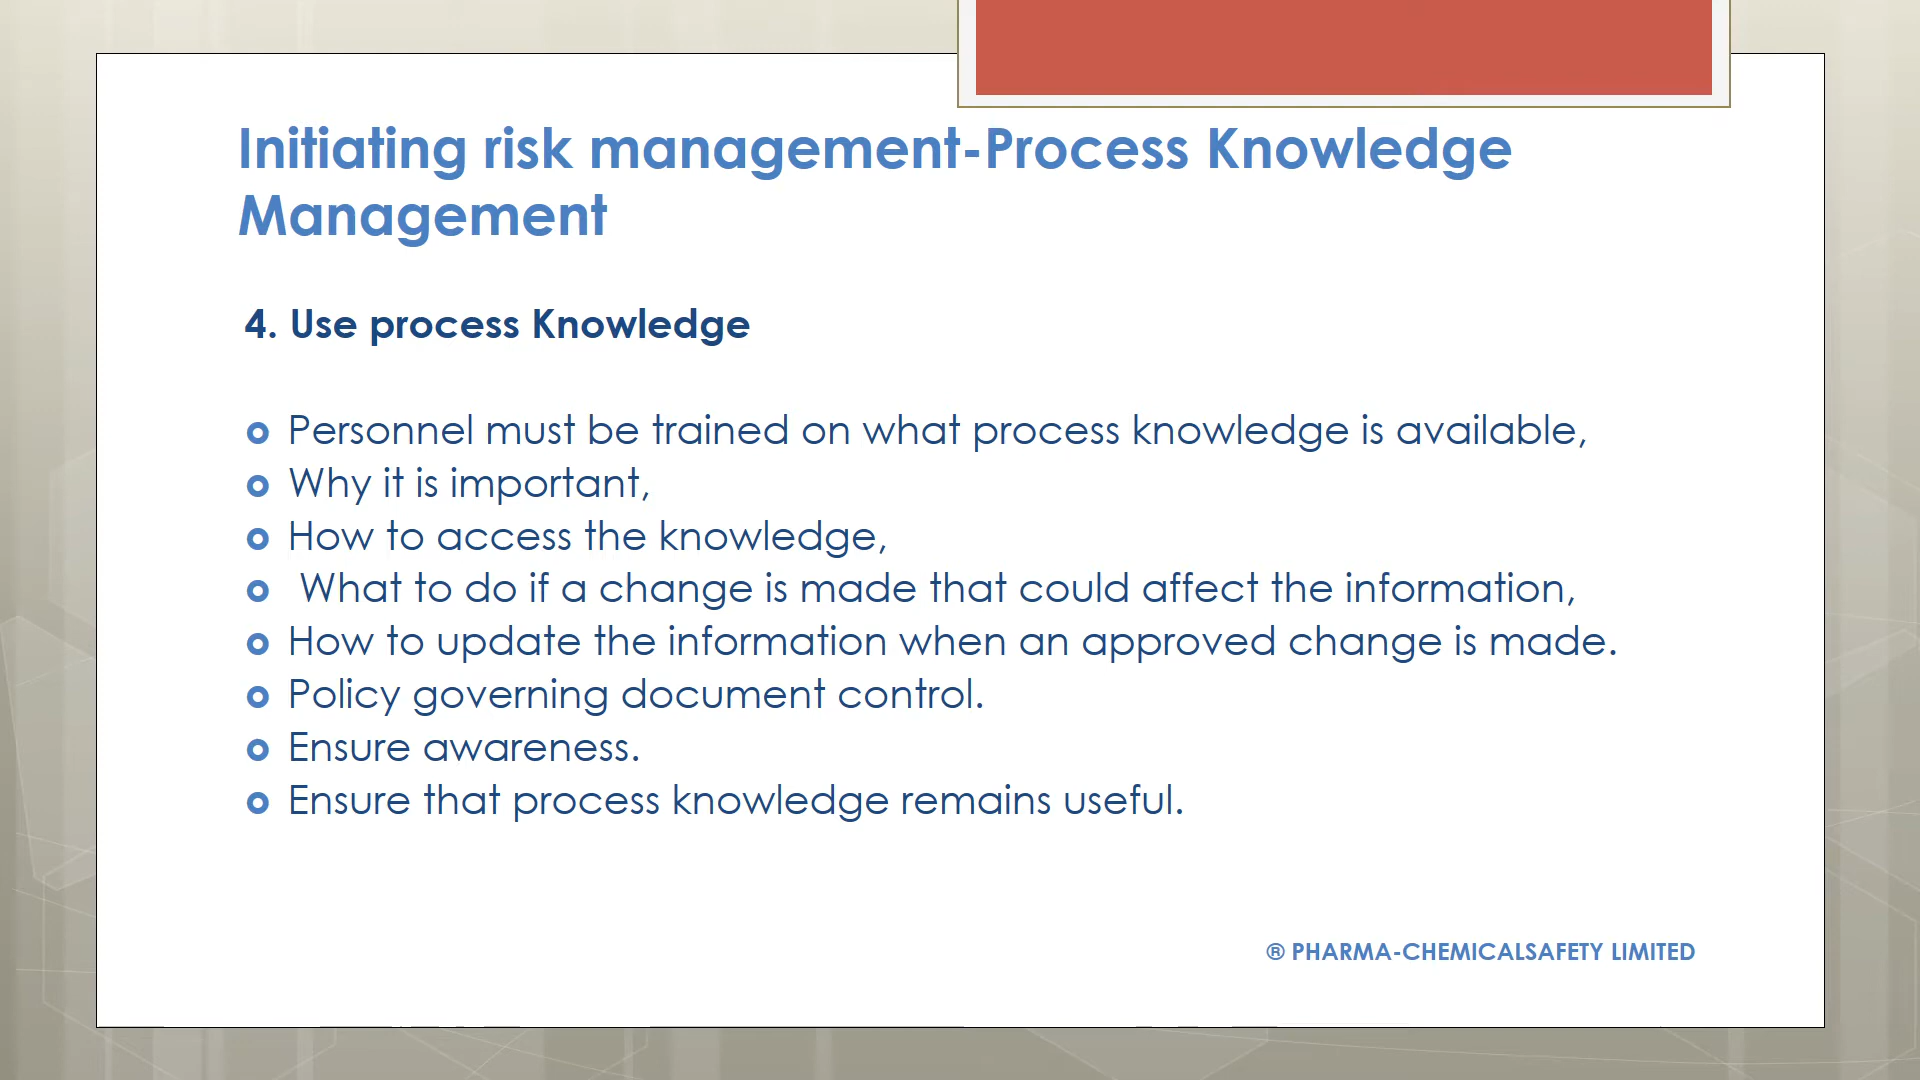 Initiating risk management-Process Knowledge
Management
4. Use process Knowledge
Personnel must be trained on what process knowledge is available,
Why it is important,
How to access the knowledge,
What to do if a change is made that could affect the information,
How to update the information when an approved change is made.
Policy governing document control.
Ensure awareness.
Ensure that process knowledge remains useful.
® PHARMA-CHEMICALSAFETY LIMITED